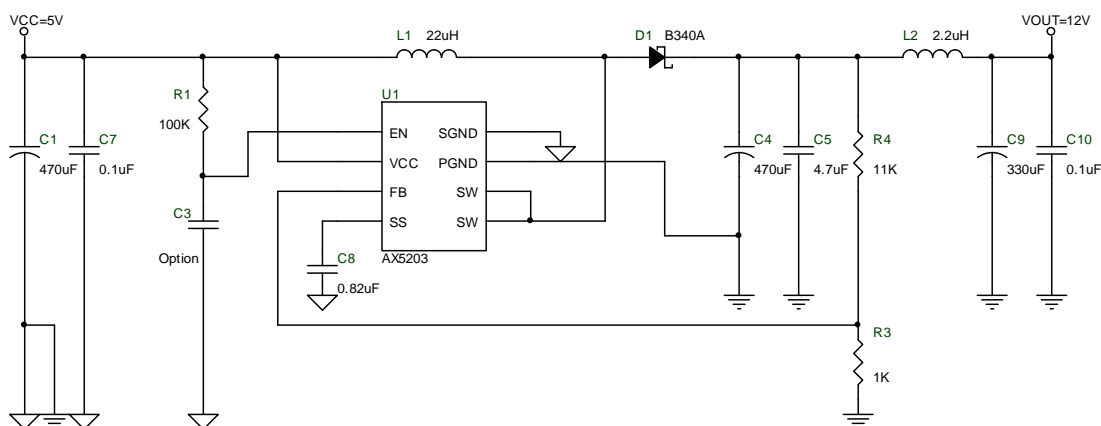 VCC=5V
VOUT=12V
L1 22uH
D1 B340A
L2 2.2uH
U1
R1
100K
EN
VCC
FB
SS
SGND
PGND
SW
SW
AX5203
C1
470uF
C7
0.1uF
C3
Option
C8
0.82uF
C4
470uF
C5
4.7uF
R4
11K
C9
330uF
C10
0.1uF
R3
1K